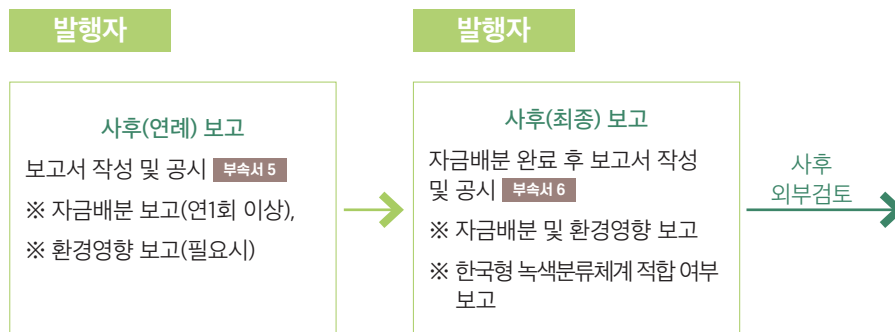 발행자
사후(연례) 보고
보고서 작성 및 공시 부속서 5
※ 자금배분 보고(연1회 이상),
※ 환경영향 보고(필요시)
발행자
사후(최종) 보고
자금배분 완료 후 보고서 작성
및 공시 부속서 6
※ 자금배분 및 환경영향 보고
※ 한국형 녹색분류체계 적합 여부
보고
사후
외부검토